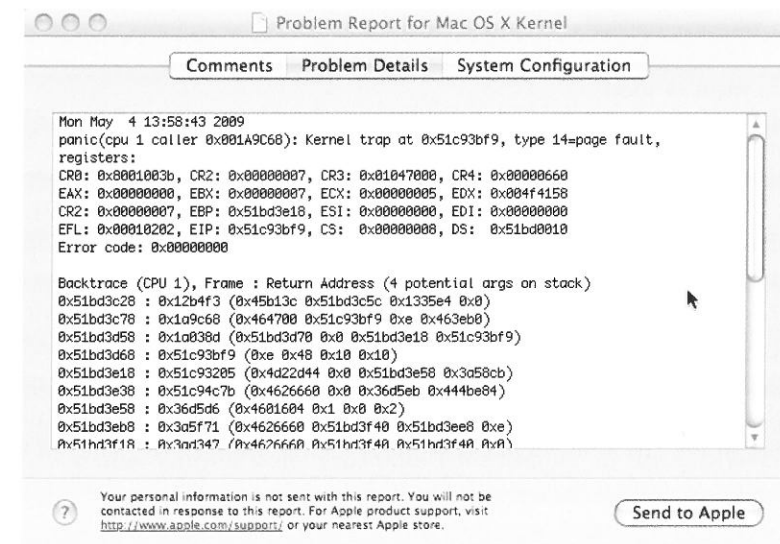 Problem Report for Mac OS X Kernel
Comments Problem Details System Configuration
Mon May 4 13:58:43 2009
panic(cpu 1 caller 0x001A9C68): Kernel trap at 0x51c93bf9, type 14=page fault,
registers:
CR0: 0x8001003b, CR2: 0x00000007, CR3: 0x01047000, CR4: 0x00000660
EAX: 0x00000000, EBX: 0x00000007, ECX: 0x00000005, EDX: 0x004f4158
CR2: 0x00000007, EBP: 0x51bd3e18, ESI: 0x00000000, EDI: 0x00000000
EFL: 0x00010202, EIP: 0x51c93bf9, CS: 0x00000008, DS: 0x51bd0010
Error code: 0x00000000
Backtrace (CPU 1), Frame : Return Address (4 potential args on stack)
0x51bd3c28 : 0x12b4f3 (0x45b13c 0x51bd3c5c 0x1335e4 0x0)
0x51bd3c78 : 0x1a9c68 (0x464700 0x51c93bf9 0xe 0x463eb0)
0x51bd3d58 : 0x1a038d (0x51bd3d70 0x0 0x51bd3e18 0x51c93bf9)
0x51bd3d68 : 0x51c93bf9 (0xe 0x48 0x10 0x10)
0x51bd3e18 : 0x51c93205 (0x4d22d44 0x0 0x51bd3e58 0x3a58cb)
0x51bd3e38 : 0x51c94c7b (0x4626660 0x0 0x36d5eb 0x444be84)
0x51bd3e58 : 0x36d5d6 (0x4601604 0x1 0x0 0x2)
0x51bd3eb8 : 0x3a5f71 (0x4626660 0x51bd3f40 0x51bd3ee8 0xe)
0x51bd3f18 : 0x3ad347 (0x4626660 0x51bd3f40 0x51bd3f40 0x0)
Your personal information is not sent with this report. You will not be
contacted in response to this report. For Apple product support, visit
http://www.apple.com/support/ or your nearest Apple store.
? Send to Apple